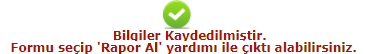 Bilgiler Kaydedilmiştir.
Formu seçip 'Rapor Al' yardımı ile çıktı alabilirsiniz.